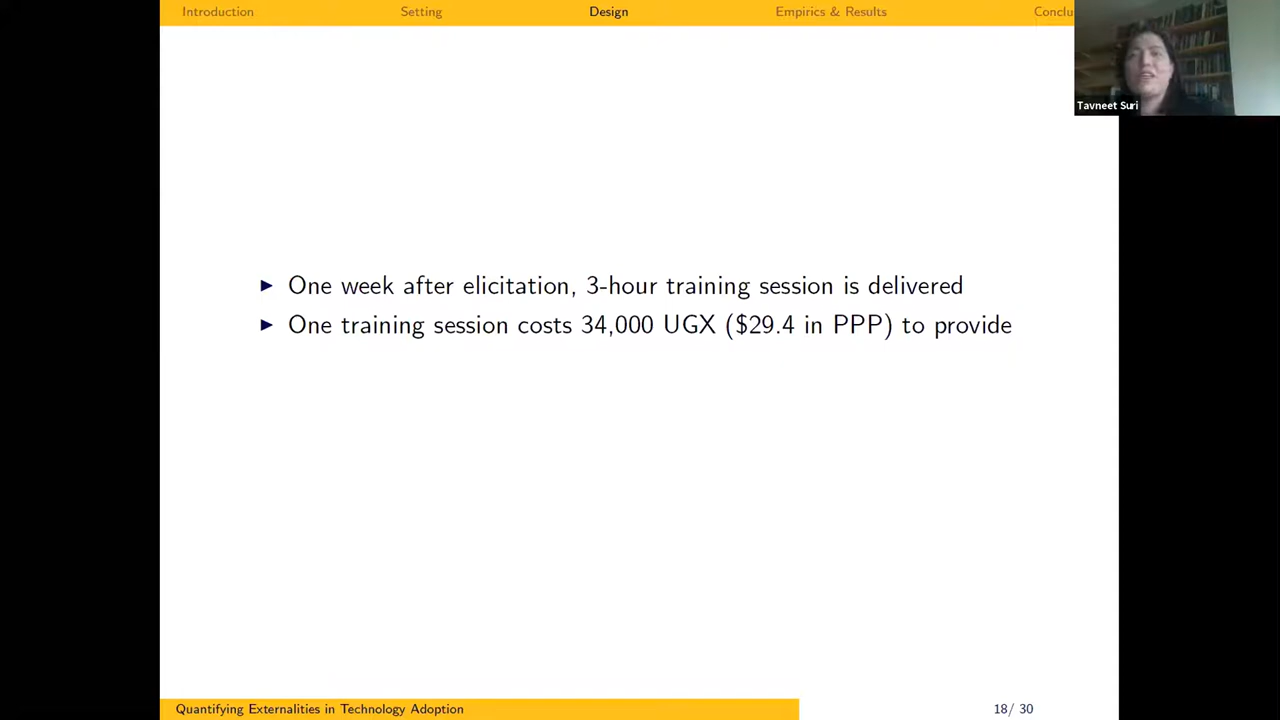 Introduction
Setting
Design
Empirics & Results
Conclu
Tavneet Suri
▶ One week after elicitation, 3-hour training session is delivered
▶ One training session costs 34,000 UGX ($29.4 in PPP) to provide
Quantifying Externalities in Technology Adoption
18/ 30